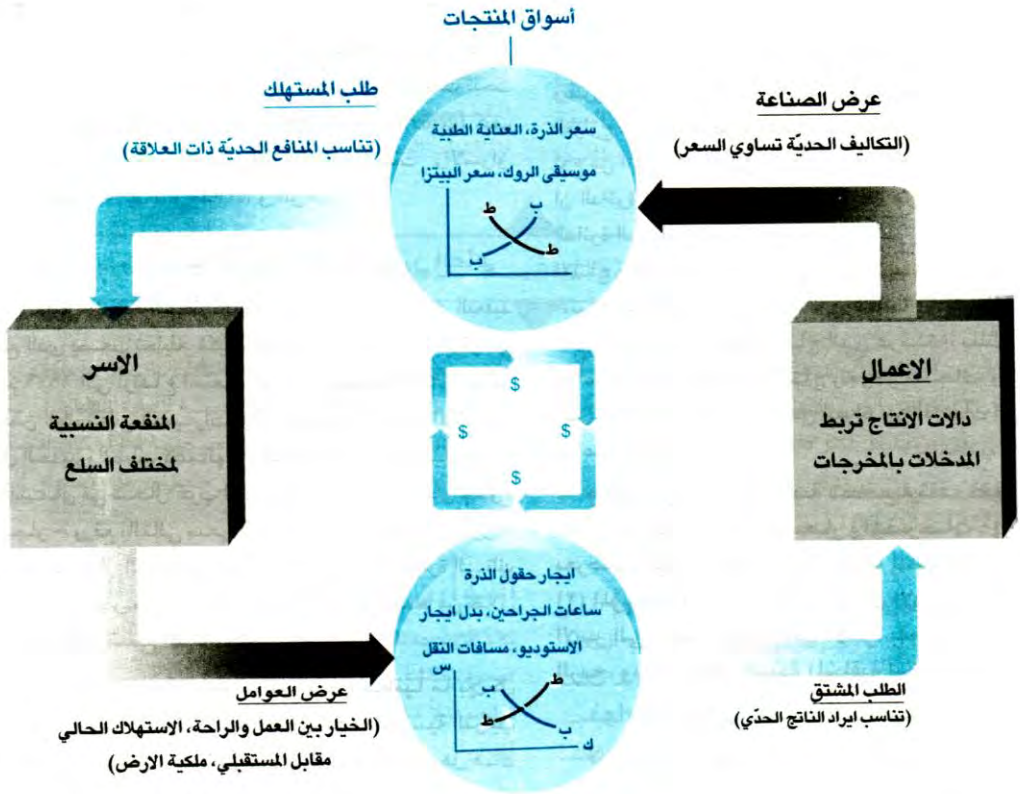 أسواق المنتجات
طلب المستهلك
(تناسب المنافع الحديّة ذات العلاقة)
عرض الصناعة
(التكاليف الحديّة تساوي السعر)
سعر الذرة، العناية الطبية
موسيقى الروك، سعر البيتزا
ط
ب
ب
ط
الاعمال
دالات الانتاج تربط
المدخلات بالمخرجات
الاسر
المنفعة النسبية
لمختلف السلع
$
$
$
$
ايجار حقول الذرة
ساعات الجراحين، بدل ايجار
الاستوديو، مسافات النقل
س
ب
ط
ط
ب
ك
عرض العوامل
(الخيار بين العمل والراحة، الاستهلاك الحالي
مقابل المستقبلي، ملكية الارض)
الطلب المشتق
(تناسب ايراد الناتج الحدّي)